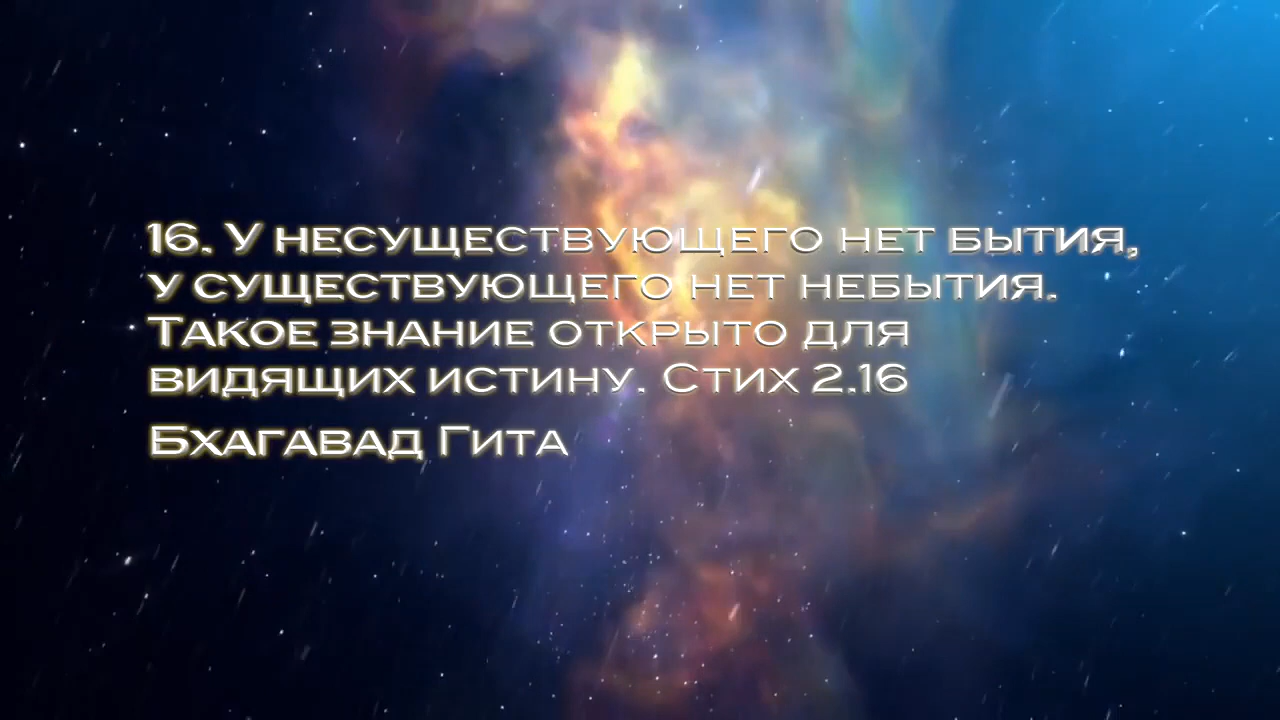 16. У несуществующего нет бытия,
у существующего нет небытия.
Такое знание открыто для
видящих истину. Стих 2.16
Бхагавад Гита